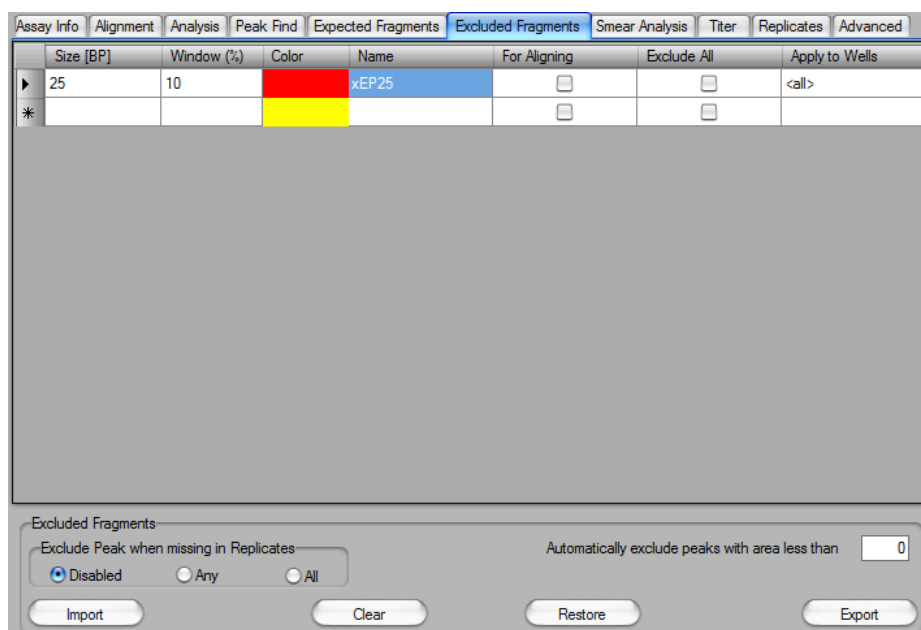 Assay Info Alignment Analysis Peak Find Expected Fragments Excluded Fragments Smear Analysis Titer Replicates Advanced
Size [BP] Window (%) Color Name For Aligning Exclude All Apply to Wells
25 10 xEP25 <all>
Excluded Fragments
Exclude Peak when missing in Replicates
Automatically exclude peaks with area less than 0
Disabled Any All
Import Clear Restore Export